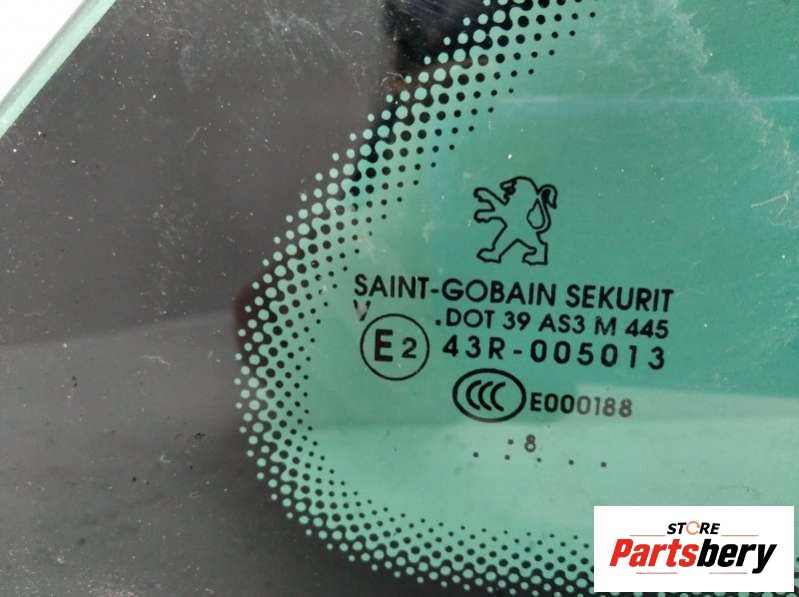 SAINT-GOBAIN SEKURIT
V .DOT 39 AS3 M 445
E2 43R-005013
CCC E000188
. : 8
. . . . . .
STORE
Partsbery